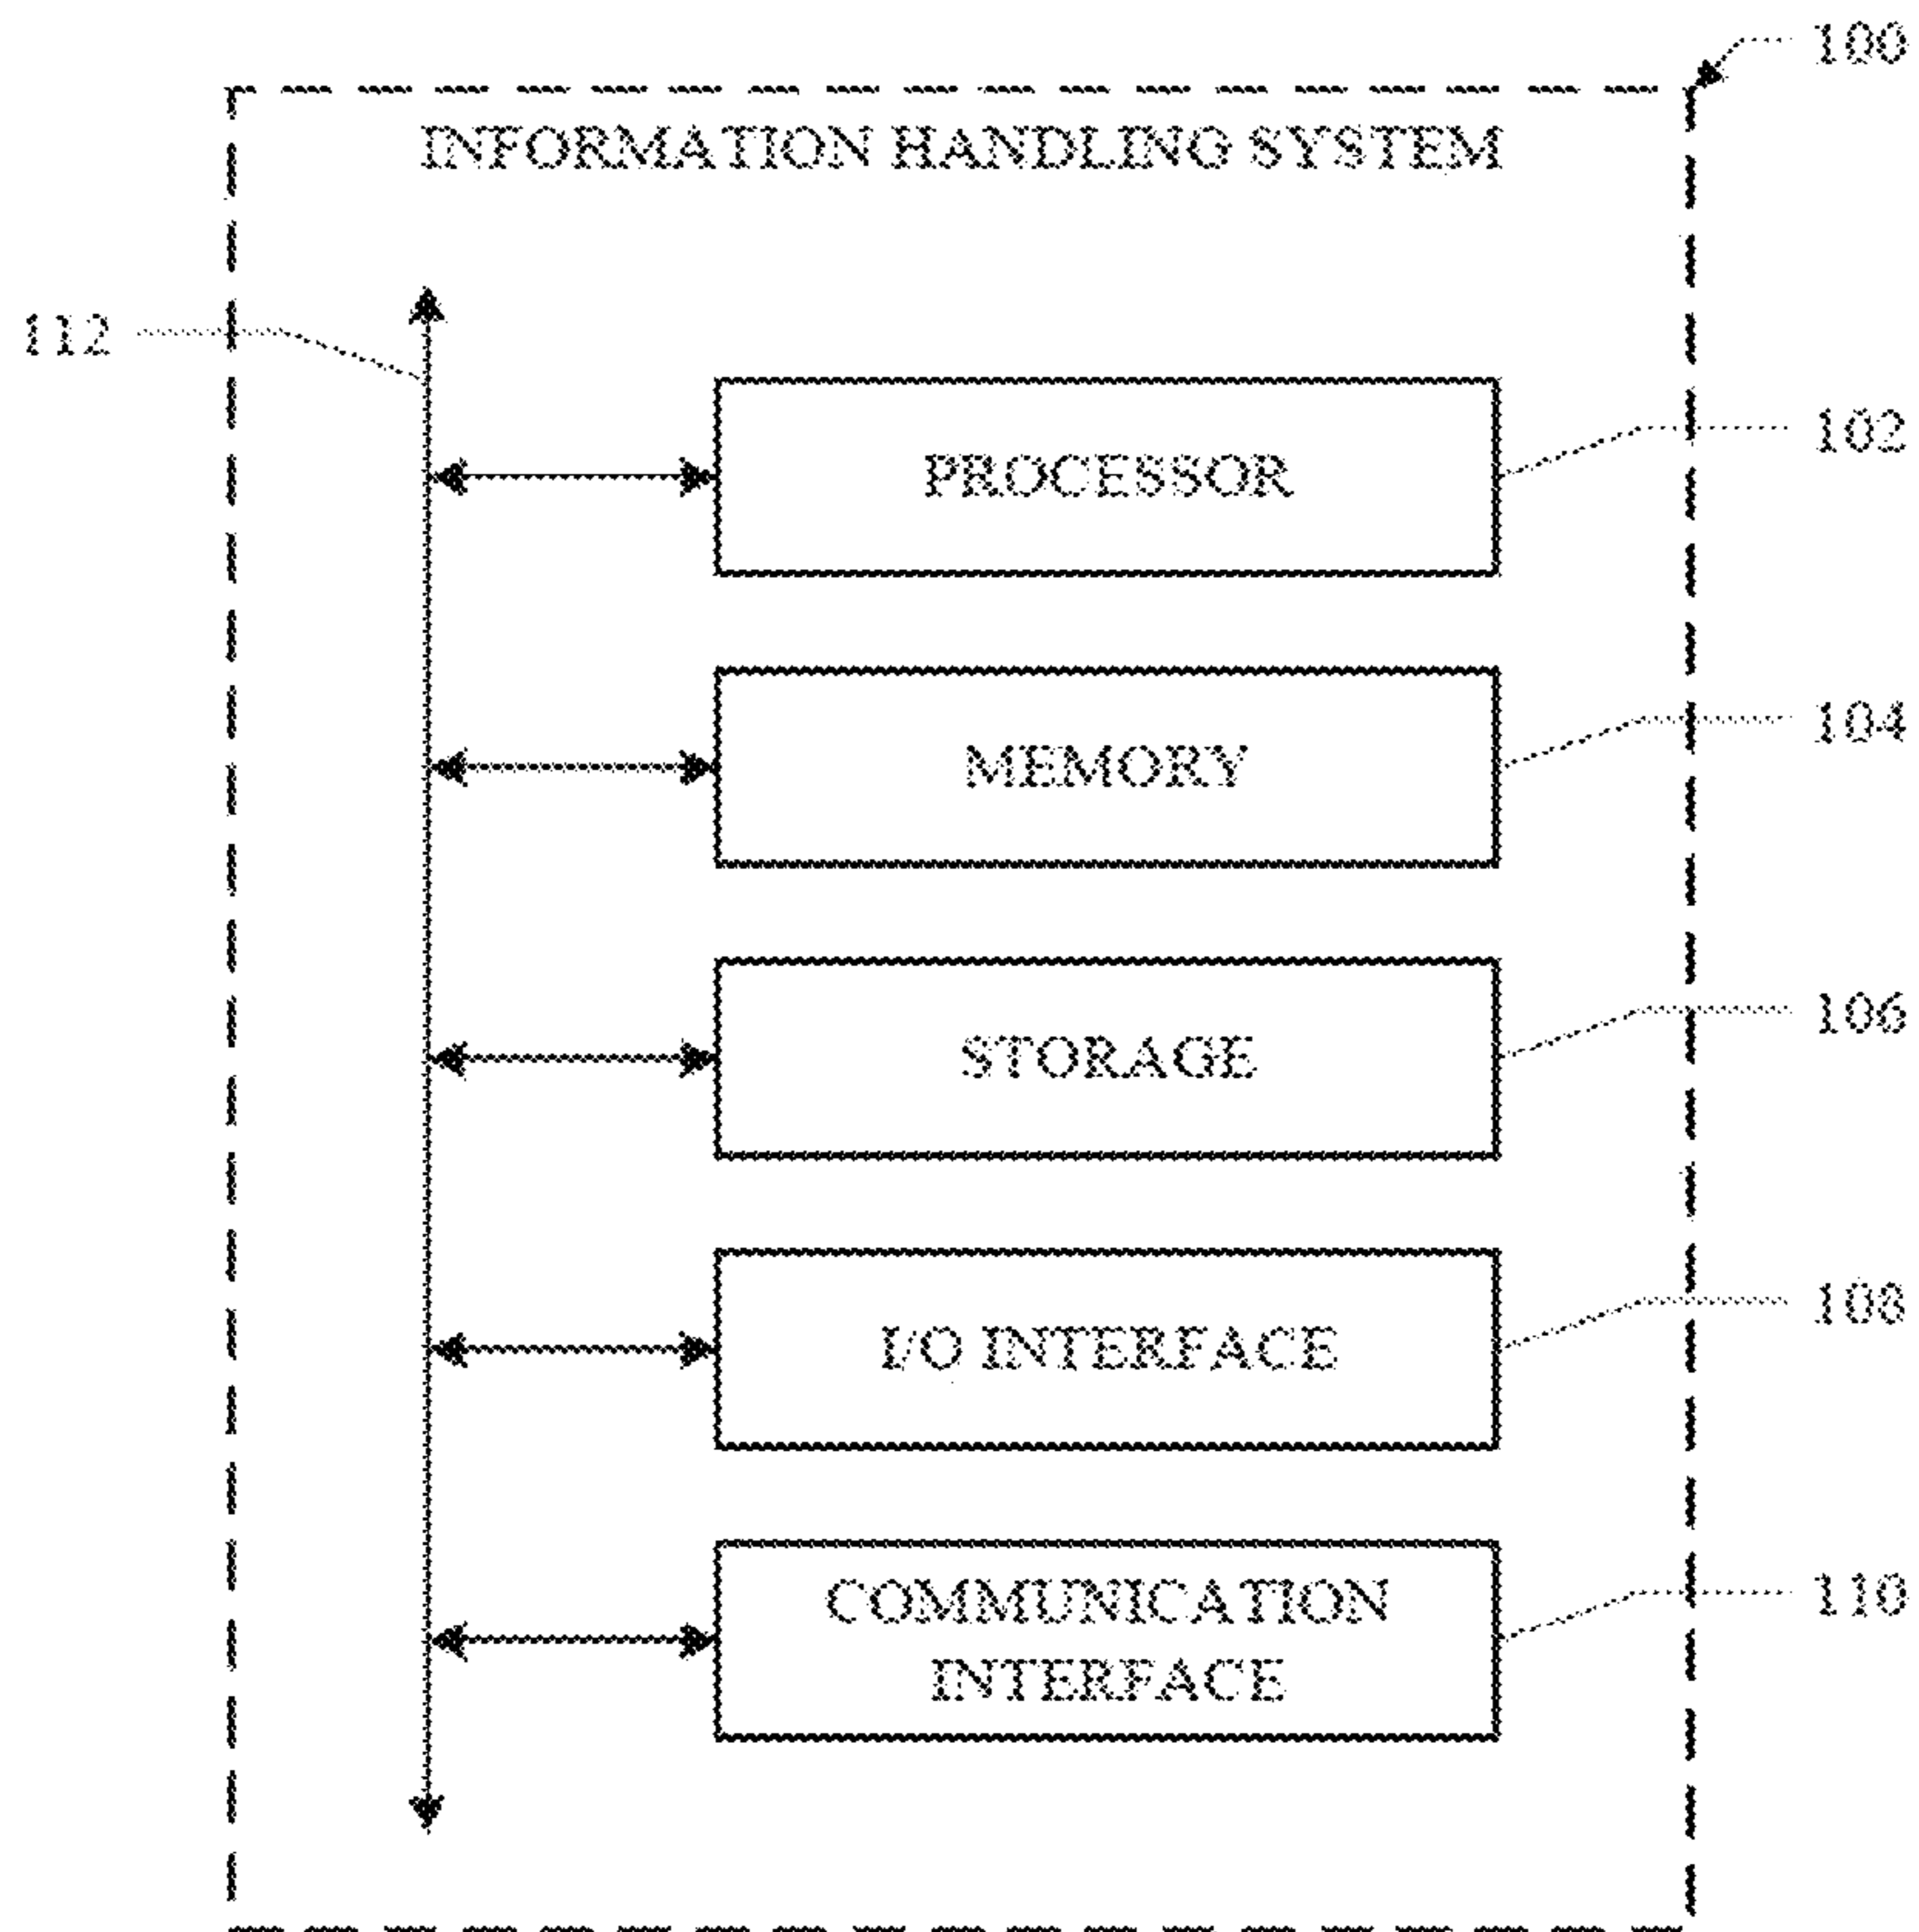 100
INFORMATION HANDLING SYSTEM
112
PROCESSOR
102
MEMORY
104
STORAGE
106
I/O INTERFACE
108
COMMUNICATION
INTERFACE
110